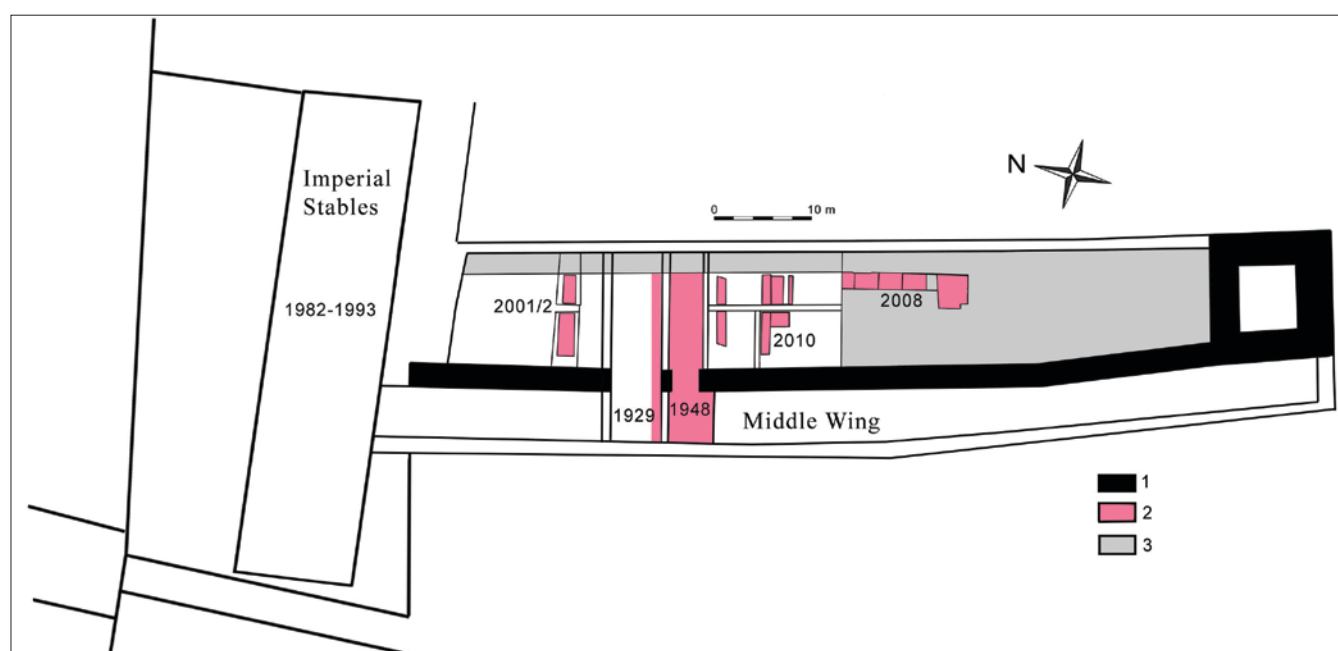 Imperial
Stables
1982-1993
N
0 10 m
2001/2
2008
2010
1929
1948
Middle Wing
1
2
3